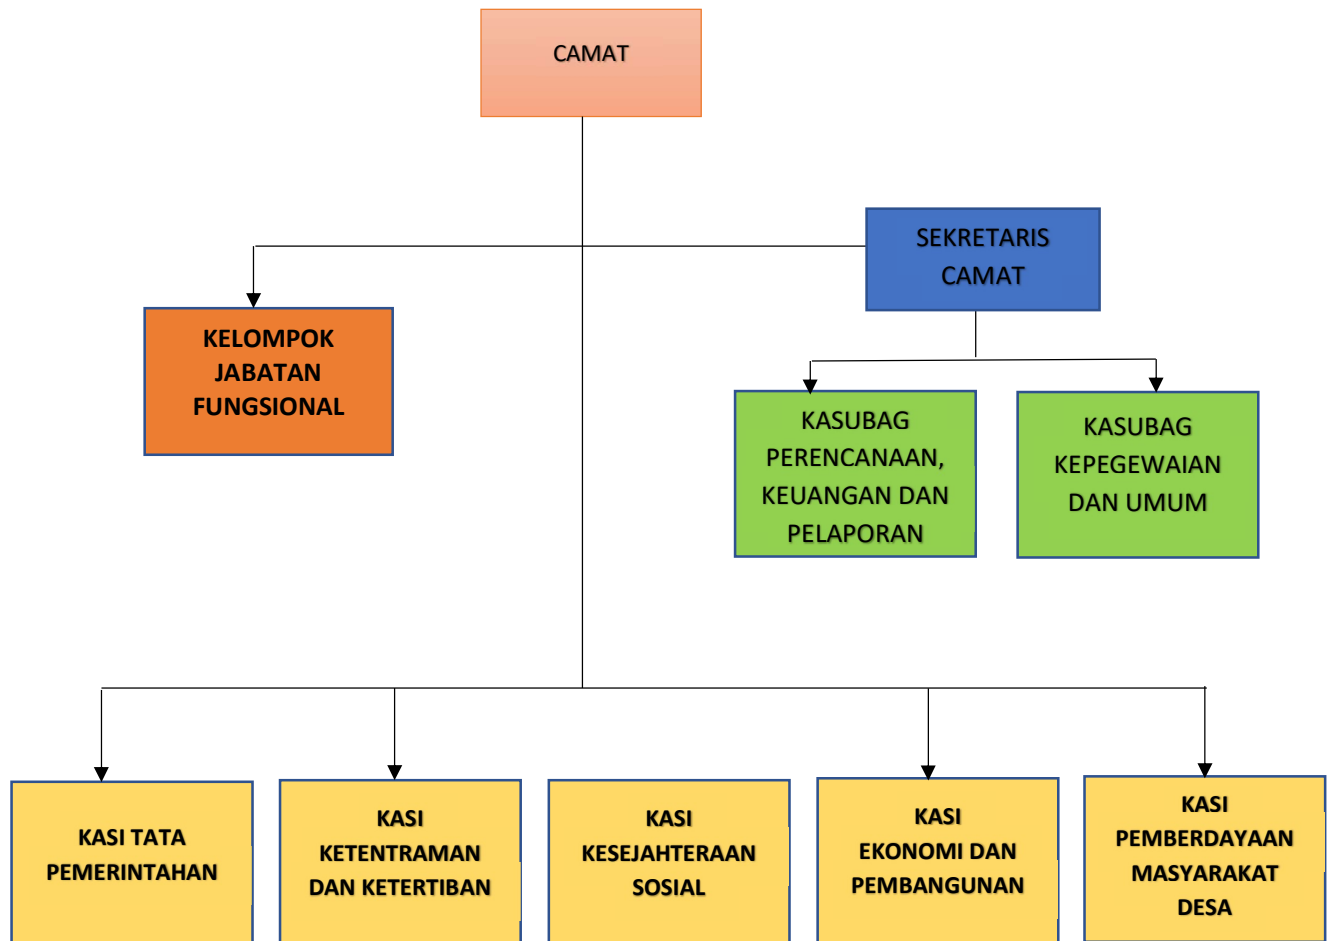 CAMAT
SEKRETARIS
CAMAT
KELOMPOK
JABATAN
FUNGSIONAL
KASUBAG
PERENCANAAN,
KEUANGAN DAN
PELAPORAN
KASUBAG
KEPEGEWAIAN
DAN UMUM
KASI TATA
PEMERINTAHAN
KASI
KETENTRAMAN
DAN KETERTIBAN
KASI
KESEJAHTERAAN
SOSIAL
KASI
EKONOMI DAN
PEMBANGUNAN
KASI
PEMBERDAYAAN
MASYARAKAT
DESA